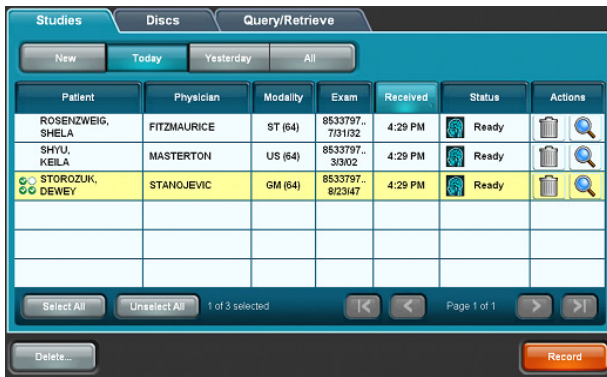 Studies Discs Query/Retrieve
New Today Yesterday All
Patient Physician Modality Exam Received Status Actions
ROSENZWEIG, 8533797..
SHELA FITZMAURICE ST (64) 7/31/32 4:29 PM Ready
SHYU, 8533797..
KEILA MASTERTON US (64) 3/3/02 4:29 PM Ready
STOROZUK, 8533797..
DEWEY STANOJEVIC GM (64) 8/23/47 4:29 PM Ready
Select All Unselect All 1 of 3 selected Page 1 of 1
Delete... Record